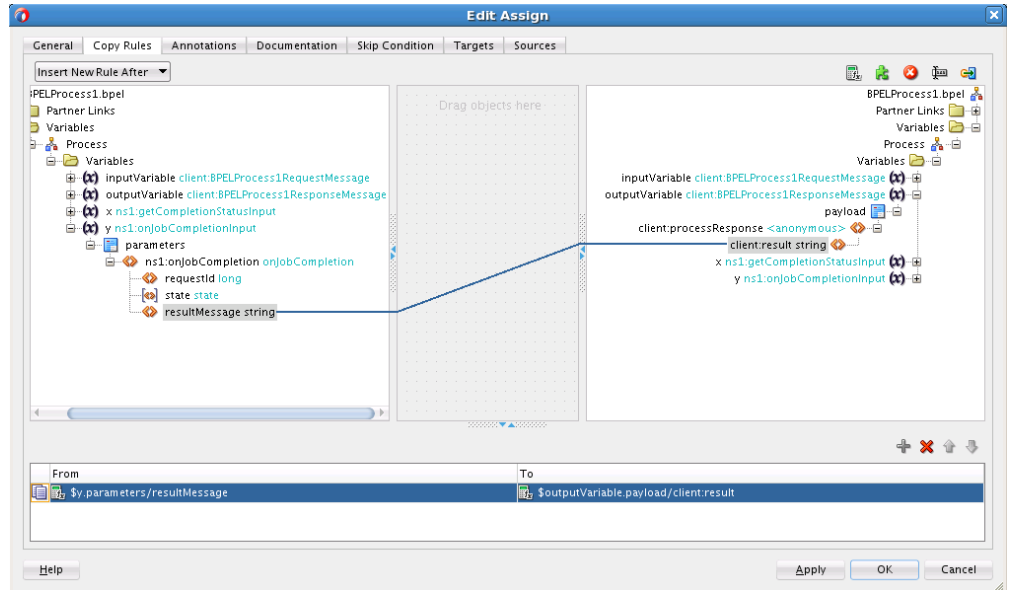 Edit Assign
General Copy Rules Annotations Documentation Skip Condition Targets Sources
Insert New Rule After
BPELProcess1.bpel
Partner Links
Variables
Process
Variables
inputVariable client:BPELProcess1RequestMessage
outputVariable client:BPELProcess1ResponseMessage
x ns1:getCompletionStatusInput
y ns1:onJobCompletionInput
parameters
ns1:onJobCompletion onJobCompletion
requestId long
state state
resultMessage string
Drag objects here
BPELProcess1.bpel
Partner Links
Variables
Process
Variables
inputVariable client:BPELProcess1RequestMessage
outputVariable client:BPELProcess1ResponseMessage
payload
client:processResponse <anonymous>
client:result string
x ns1:getCompletionStatusInput
y ns1:onJobCompletionInput
From To
$y.parameters/resultMessage $outputVariable.payload/client:result
Help Apply OK Cancel